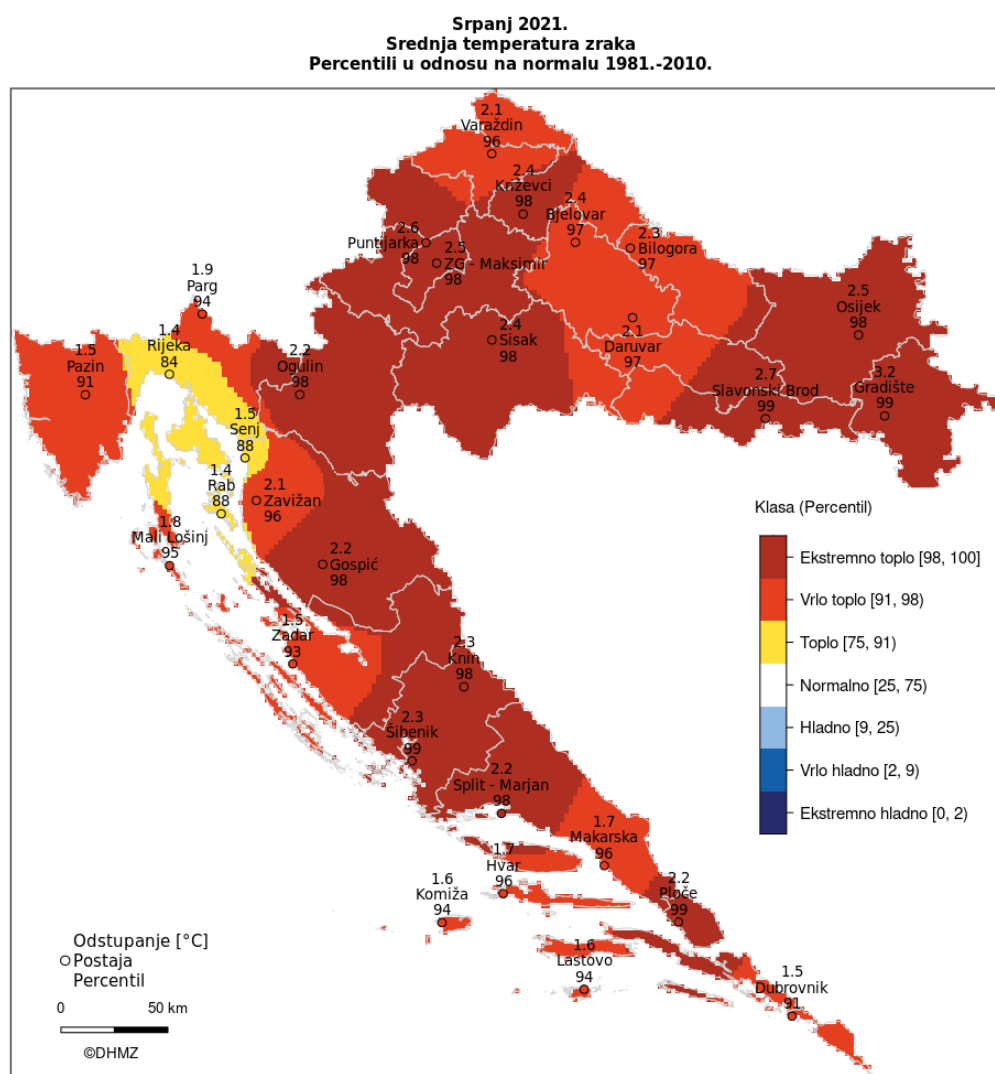 Srpanj 2021.
Srednja temperatura zraka
Percentili u odnosu na normalu 1981.-2010.
2.1
Varaždin
96
2.4
Križevci
98
2.4
Bjelovar
97
2.6
Puntijarka
98
2.5
ZG - Maksimir
98
2.3
Bilogora
97
1.9
Parg
94
2.5
Osijek
98
1.4
Rijeka
84
2.4
Sisak
98
2.1
Daruvar
97
1.5
Pazin
91
2.2
Ogulin
98
2.7
Slavonski Brod
99
3.2
Gradište
99
1.5
Senj
88
1.4
Rab
88
2.1
Zavižan
96
1.8
Mali Lošinj
95
2.2
Gospić
98
1.5
Zadar
93
2.3
Knin
98
2.3
Šibenik
99
2.2
Split - Marjan
98
1.7
Makarska
96
1.7
Hvar
96
1.6
Komiža
94
2.2
Ploče
99
1.6
Lastovo
94
1.5
Dubrovnik
91
Klasa (Percentil)
Ekstremno toplo [98, 100]
Vrlo toplo [91, 98)
Toplo [75, 91)
Normalno [25, 75)
Hladno [9, 25)
Vrlo hladno [2, 9)
Ekstremno hladno [0, 2)
Odstupanje [°C]
Postaja
Percentil
0 50 km
©DHMZ